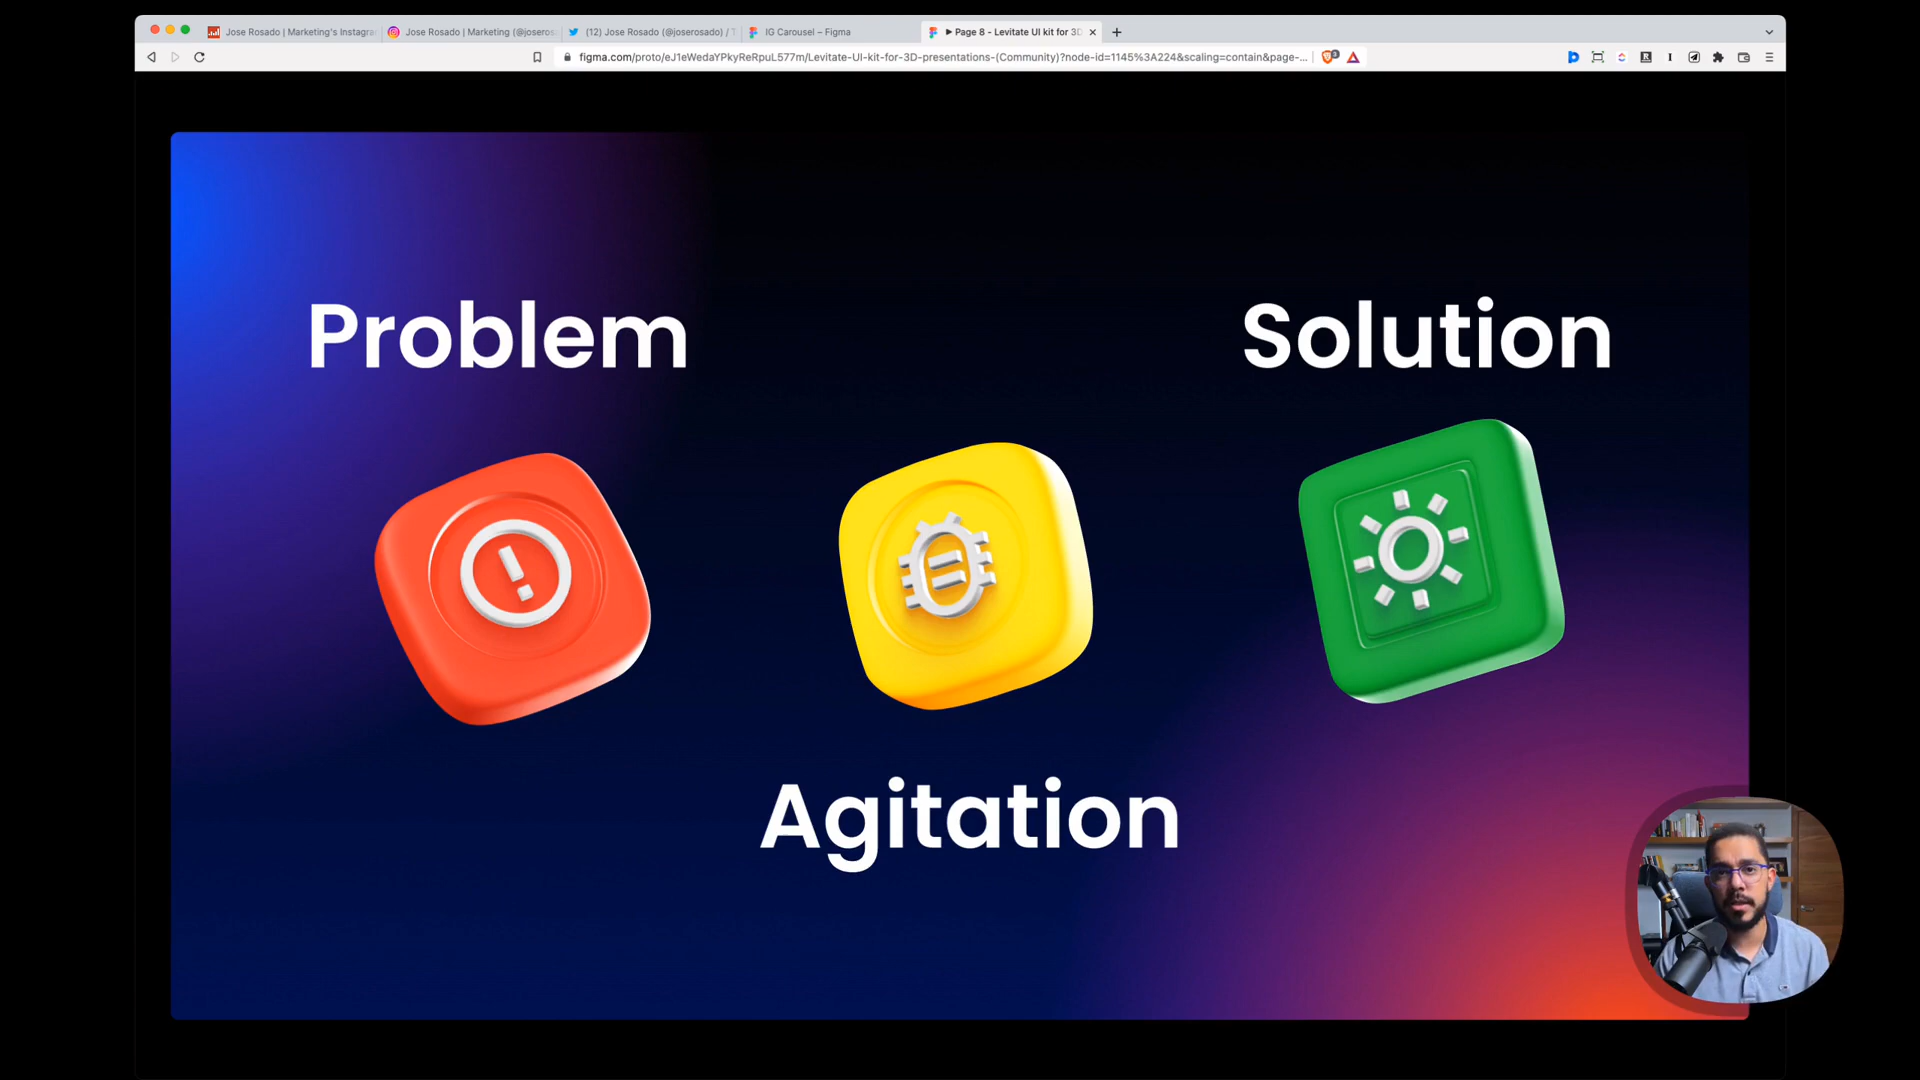 Jose Rosado | Marketing's Instagra
Jose Rosado | Marketing (@joseros
(12) Jose Rosado (@joserosado) / T
IG Carousel – Figma
Page 8 - Levitate UI kit for 3D
figma.com/proto/eJ1eWedaYPkyReRpuL577m/Levitate-UI-kit-for-3D-presentations-(Community)?node-id=1145%3A224&scaling=contain&page-...
Problem
Solution
Agitation